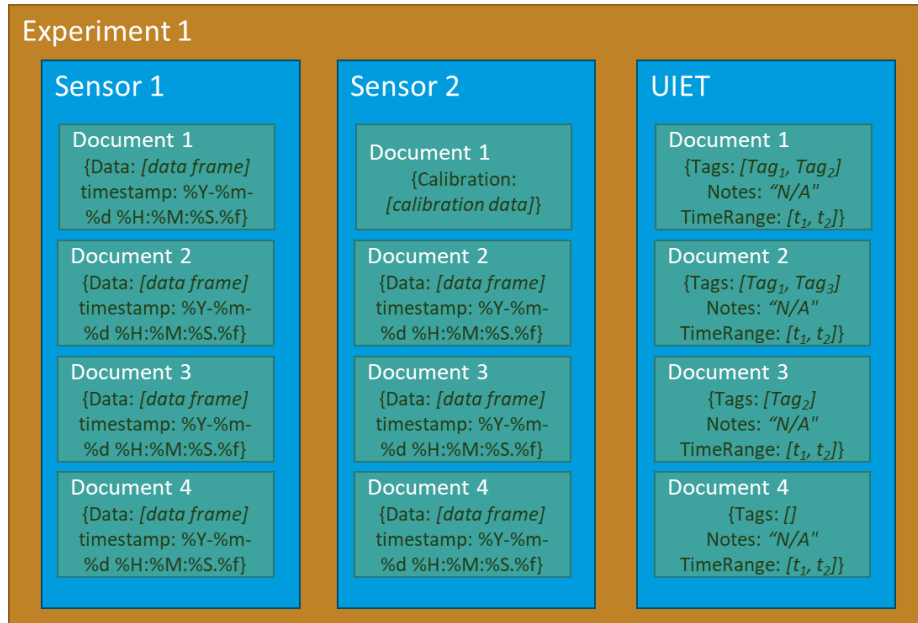 Experiment 1
Sensor 1
Document 1
{Data: [data frame]
timestamp: %Y-%m-
%d %H:%M:%S.%f}
Document 2
{Data: [data frame]
timestamp: %Y-%m-
%d %H:%M:%S.%f}
Document 3
{Data: [data frame]
timestamp: %Y-%m-
%d %H:%M:%S.%f}
Document 4
{Data: [data frame]
timestamp: %Y-%m-
%d %H:%M:%S.%f}
Sensor 2
Document 1
{Calibration:
[calibration data]}
Document 2
{Data: [data frame]
timestamp: %Y-%m-
%d %H:%M:%S.%f}
Document 3
{Data: [data frame]
timestamp: %Y-%m-
%d %H:%M:%S.%f}
Document 4
{Data: [data frame]
timestamp: %Y-%m-
%d %H:%M:%S.%f}
UIET
Document 1
{Tags: [Tag₁, Tag₂]
Notes: “N/A"
TimeRange: [t₁, t₂]}
Document 2
{Tags: [Tag₁, Tag₃]
Notes: “N/A"
TimeRange: [t₁, t₂]}
Document 3
{Tags: [Tag₂]
Notes: “N/A"
TimeRange: [t₁, t₂]}
Document 4
{Tags: []
Notes: “N/A"
TimeRange: [t₁, t₂]}